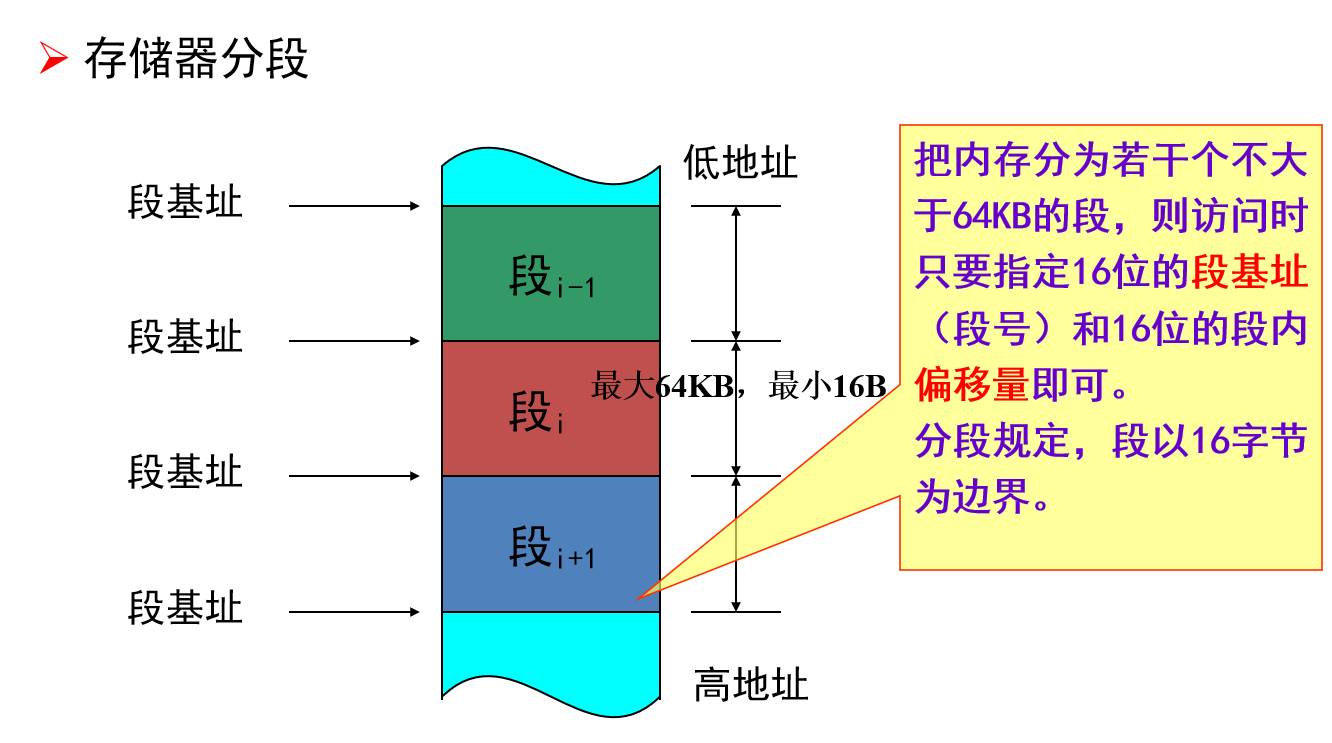 存储器分段
低地址
段基址
段i-1
段基址
最大64KB，最小16B
段i
段基址
段i+1
段基址
高地址
把内存分为若干个不大
于64KB的段，则访问时
只要指定16位的段基址
（段号）和16位的段内
偏移量即可。
分段规定，段以16字节
为边界。